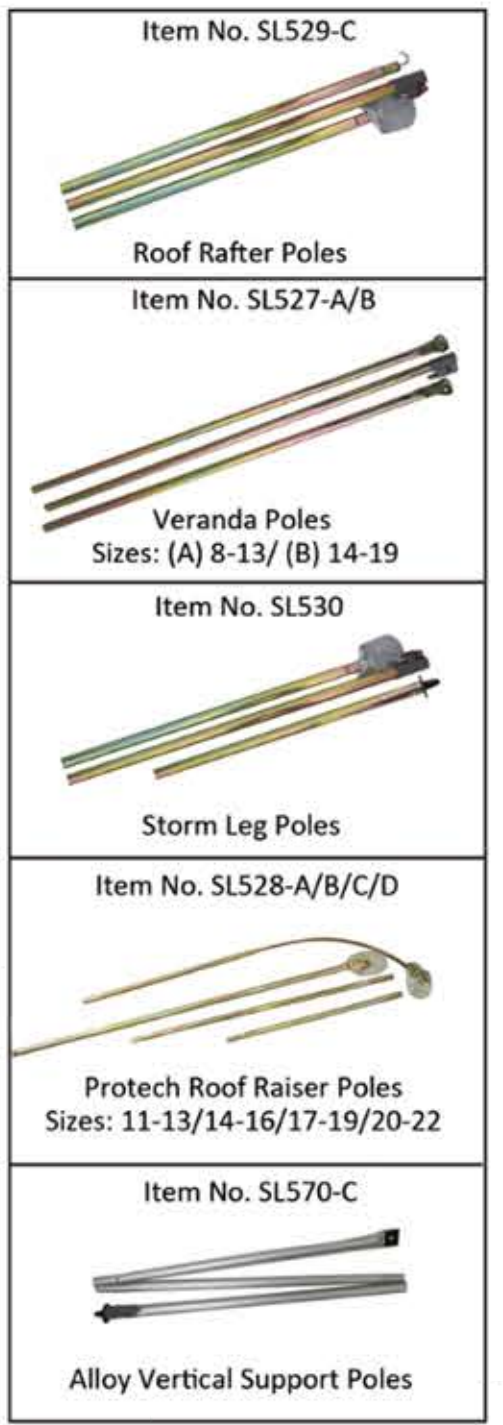 Item No. SL529-C
Roof Rafter Poles
Item No. SL527-A/B
Veranda Poles
Sizes: (A) 8-13/ (B) 14-19
Item No. SL530
Storm Leg Poles
Item No. SL528-A/B/C/D
Protech Roof Raiser Poles
Sizes: 11-13/14-16/17-19/20-22
Item No. SL570-C
Alloy Vertical Support Poles